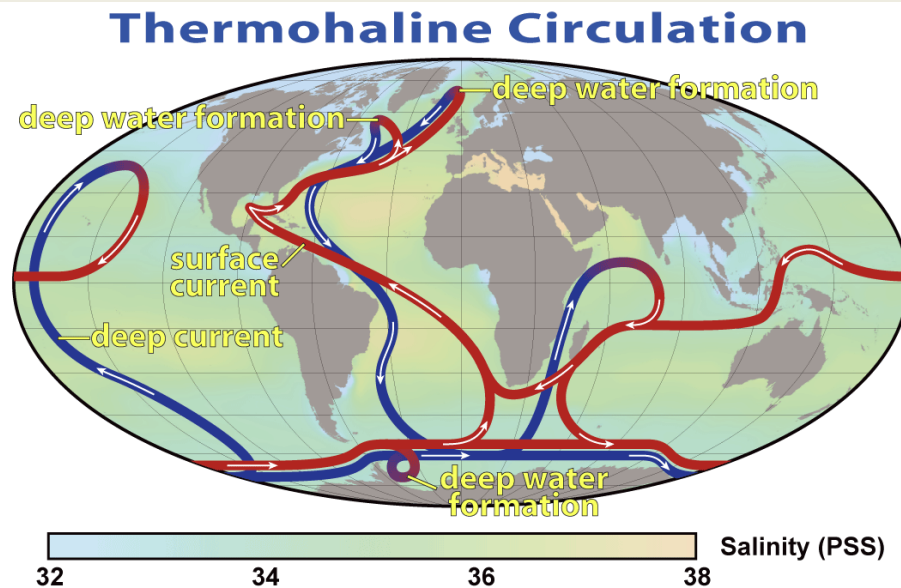 Thermohaline Circulation
deep water formation
deep water formation
surface
current
deep current
deep water
formation
Salinity (PSS)
32 34 36 38